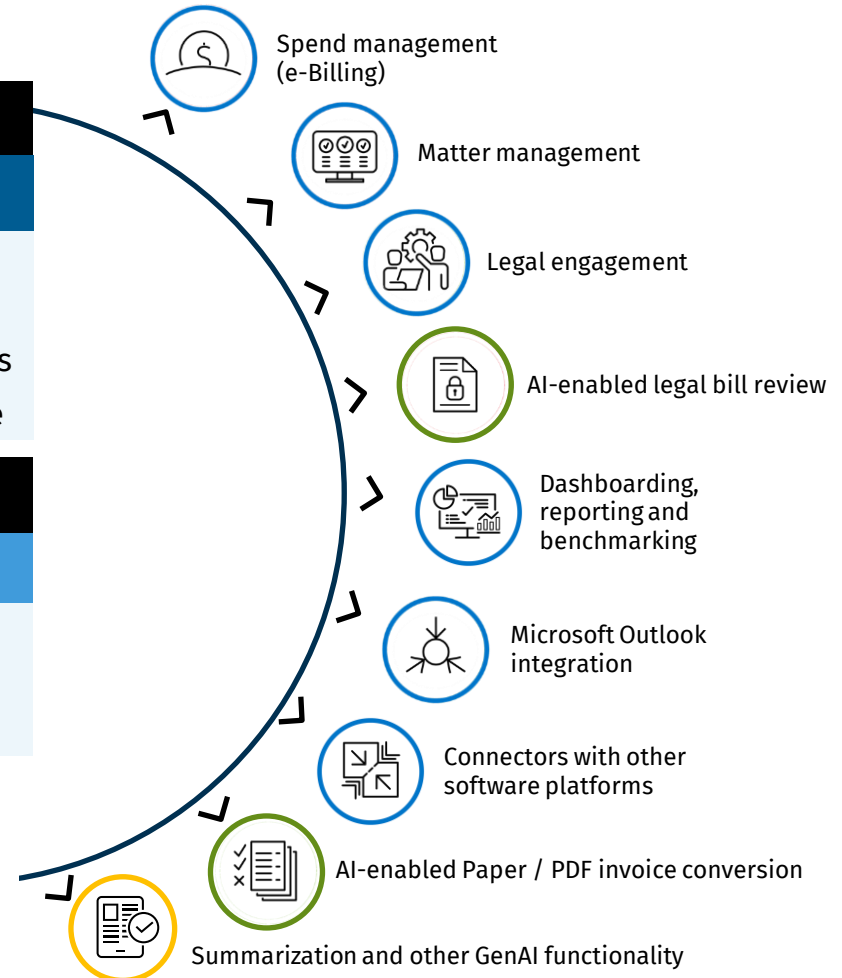 Spend management
(e-Billing)
Matter management
Legal engagement
s
AI-enabled legal bill review
e
Dashboarding,
reporting and
benchmarking
Microsoft Outlook
integration
Connectors with other
software platforms
AI-enabled Paper / PDF invoice conversion
Summarization and other GenAI functionality